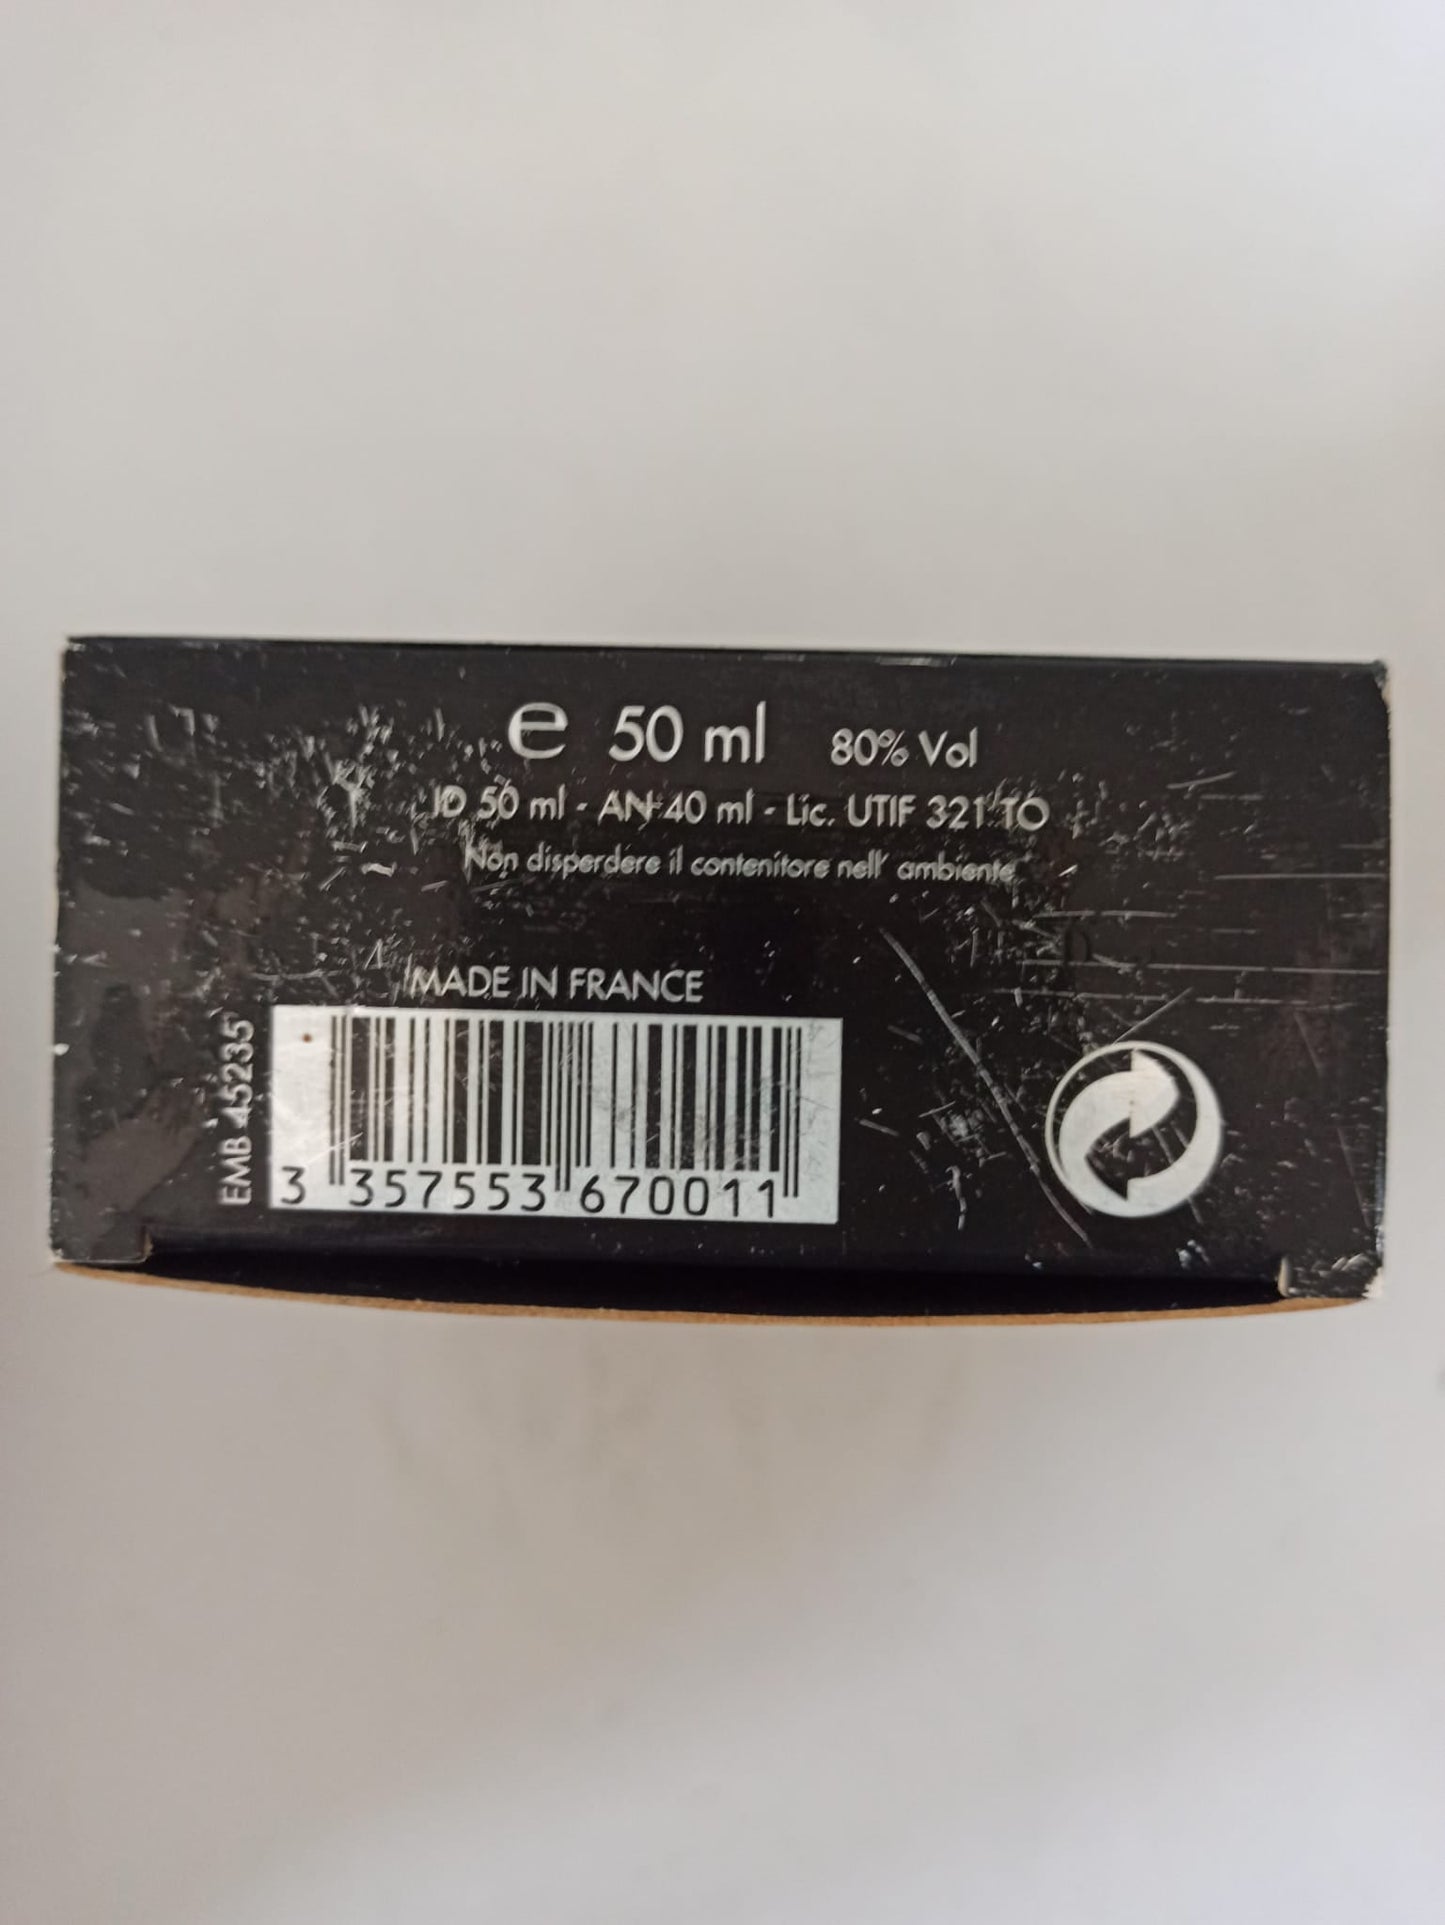 e 50 ml 80% Vol
ID 50 ml - AN 40 ml - Lic. UTIF 321 TO
Non disperdere il contenitore nell' ambiente
MADE IN FRANCE
EMB 45235
3 357553 670011